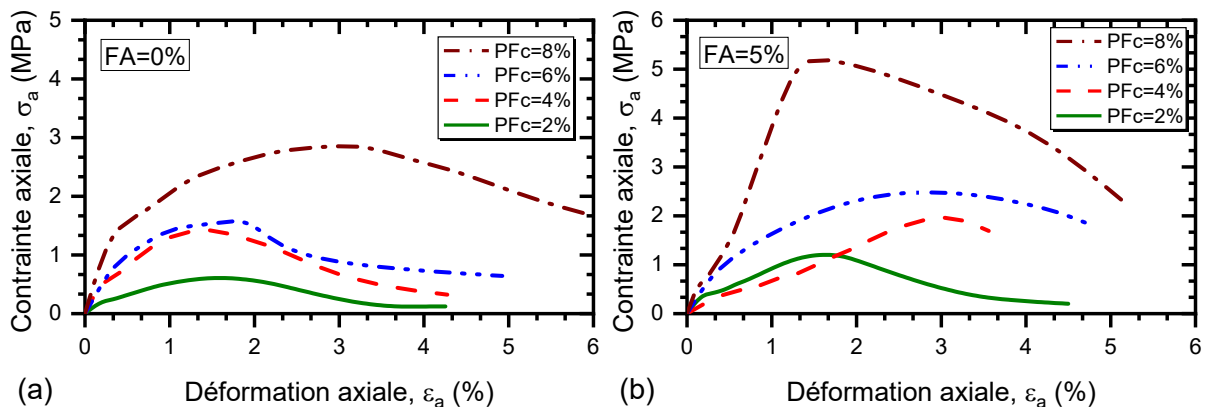 5
4
3
2
1
0
Contrainte axiale, σa (MPa)
FA=0%
PFc=8%
PFc=6%
PFc=4%
PFc=2%
0 1 2 3 4 5 6
(a) Déformation axiale, εa (%)
6
5
4
3
2
1
0
Contrainte axiale, σa (MPa)
FA=5%
PFc=8%
PFc=6%
PFc=4%
PFc=2%
0 1 2 3 4 5 6
(b) Déformation axiale, εa (%)